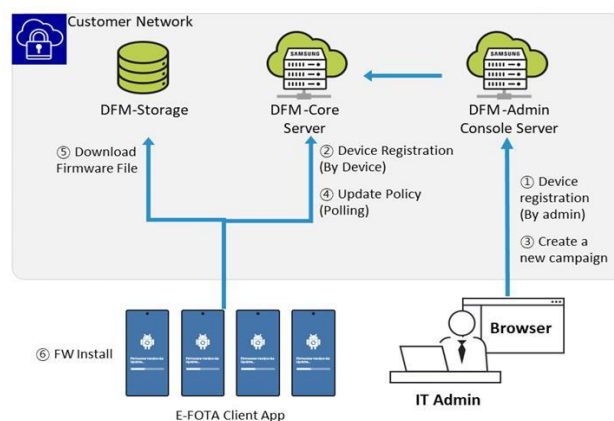 Customer Network
SAMSUNG
SAMSUNG
DFM-Storage
DFM-Core
Server
DFM-Admin
Console Server
⑤ Download
Firmware File
② Device Registration
(By Device)
④ Update Policy
(Polling)
① Device
registration
(By admin)
③ Create a
new campaign
⑥ FW Install
Browser
E-FOTA Client App
IT Admin